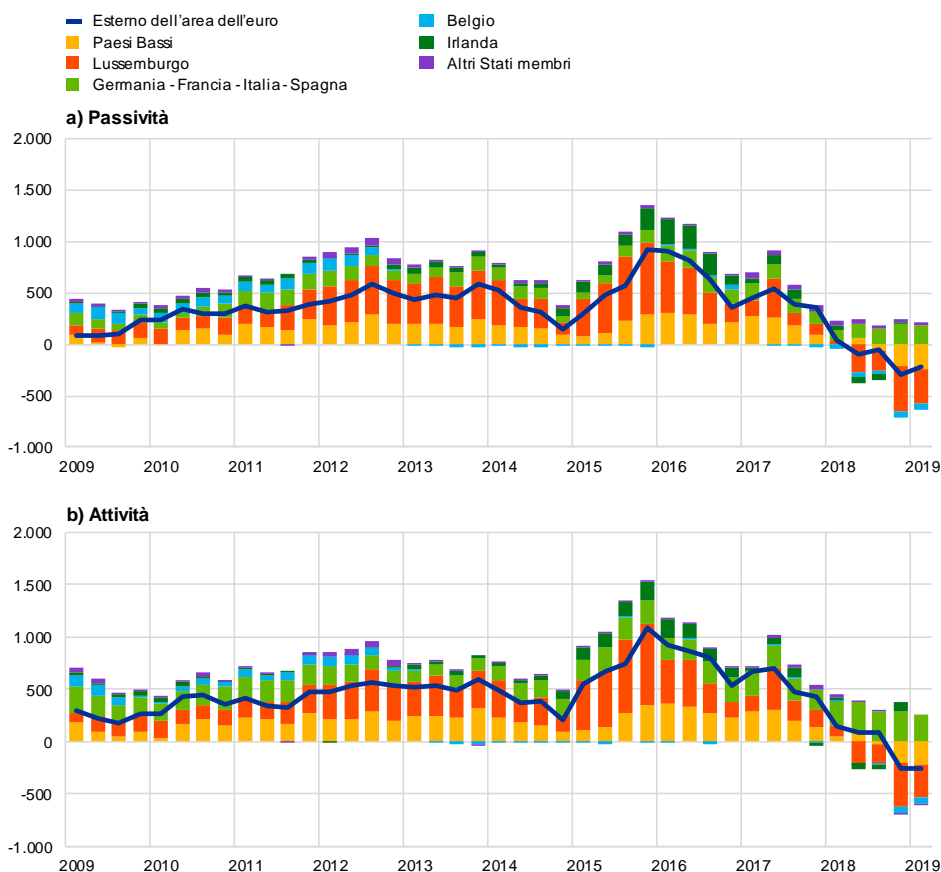 Esterno dell'area dell'euro
Paesi Bassi
Lussemburgo
Germania - Francia - Italia - Spagna
Belgio
Irlanda
Altri Stati membri
a) Passività
2.000
1.500
1.000
500
0
-500
-1.000
2009 2010 2011 2012 2013 2014 2015 2016 2017 2018 2019
b) Attività
2.000
1.500
1.000
500
0
-500
-1.000
2009 2010 2011 2012 2013 2014 2015 2016 2017 2018 2019